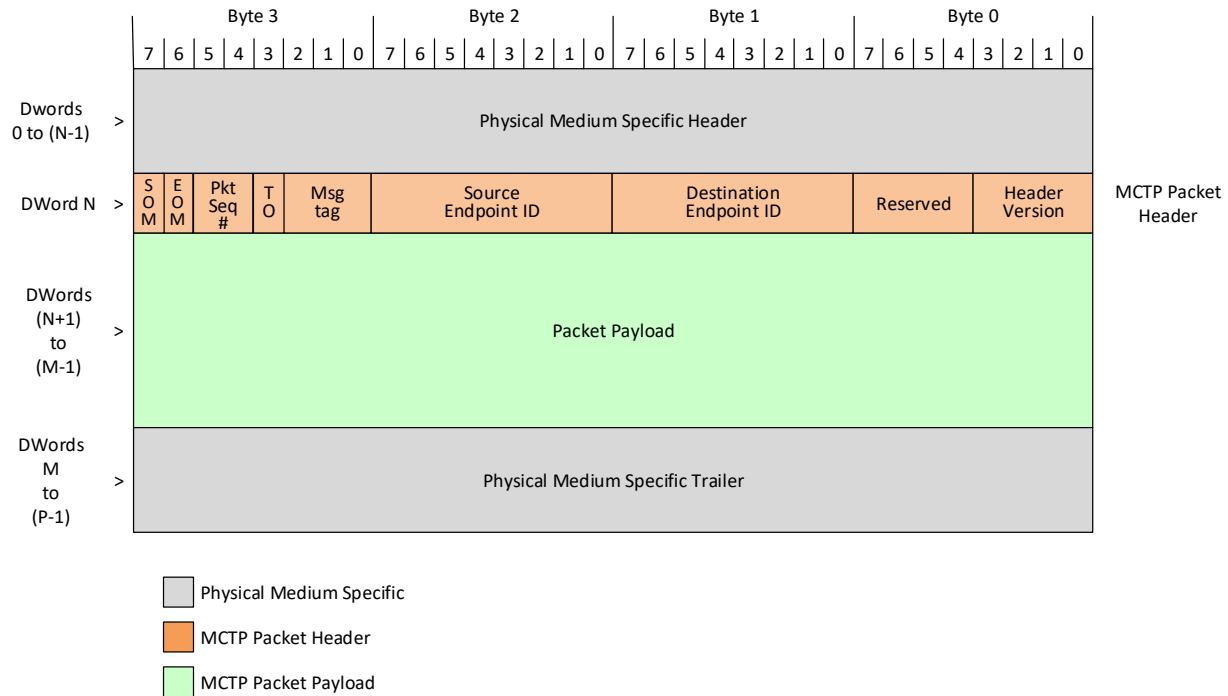 Byte 3 Byte 2 Byte 1 Byte 0
7 6 5 4 3 2 1 0 7 6 5 4 3 2 1 0 7 6 5 4 3 2 1 0 7 6 5 4 3 2 1 0
Dwords
0 to (N-1)
>
Physical Medium Specific Header
DWord N >
S
O
M
E
O
M
Pkt
Seq
#
T
O
Msg
tag
Source
Endpoint ID
Destination
Endpoint ID
Reserved
Header
Version
MCTP Packet
Header
DWords
(N+1)
to
(M-1)
>
Packet Payload
DWords
M
to
(P-1)
>
Physical Medium Specific Trailer
Physical Medium Specific
MCTP Packet Header
MCTP Packet Payload